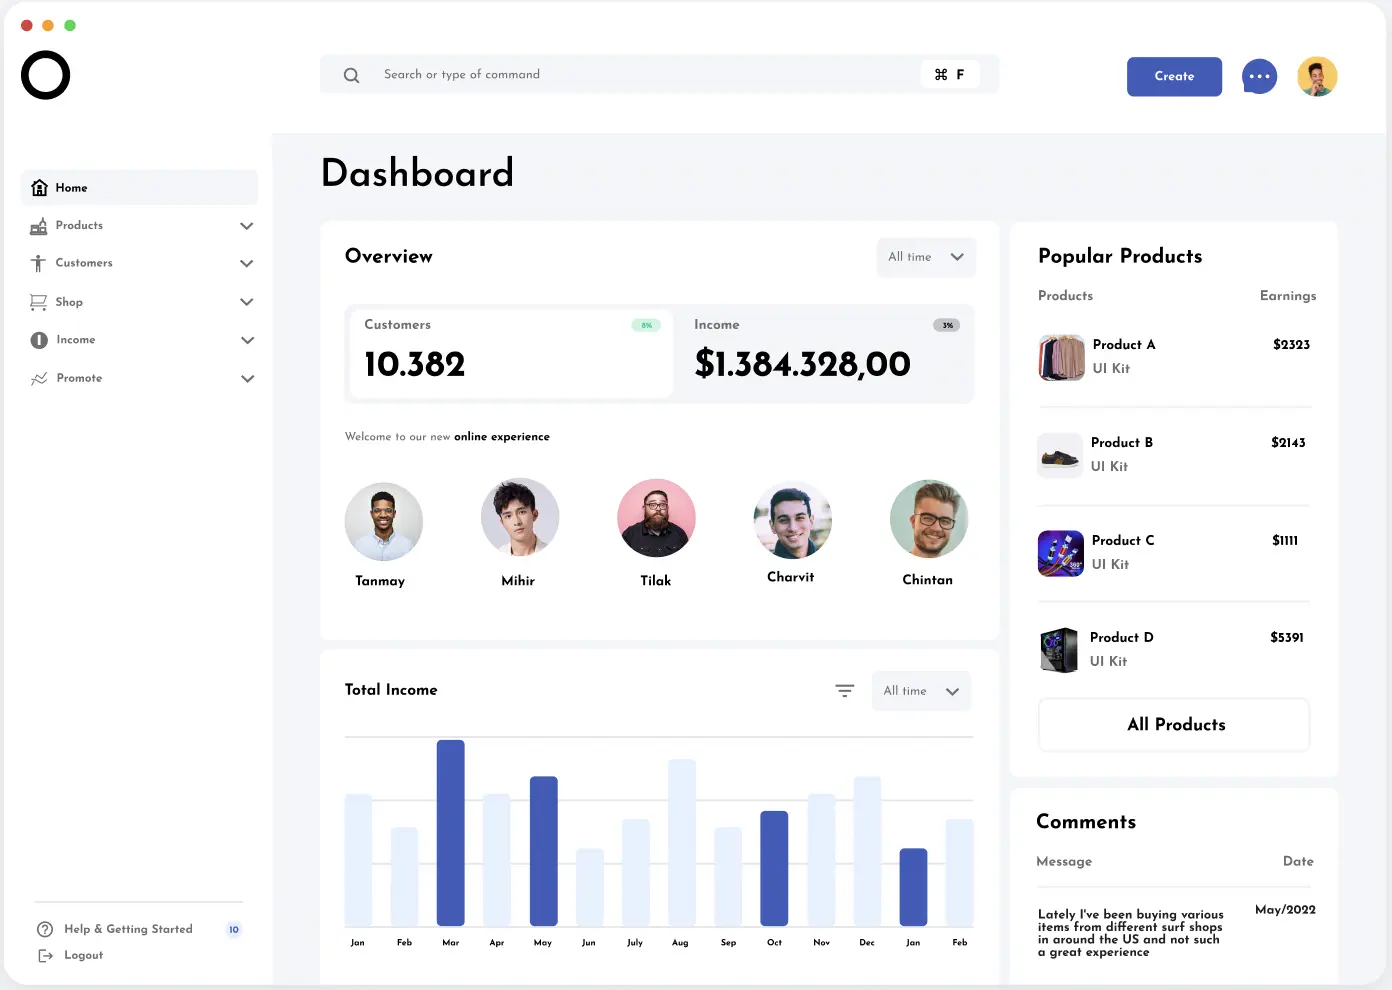 Search or type of command
⌘ F
Create
Home
Products
Customers
Shop
Income
Promote
Help & Getting Started
10
Logout
Dashboard
Overview
All time
Customers
8%
10.382
Income
3%
$1.384.328,00
Welcome to our new online experience
Tanmay
Mihir
Tilak
Charvit
Chintan
Total Income
All time
Jan
Feb
Mar
Apr
May
Jun
July
Aug
Sep
Oct
Nov
Dec
Jan
Feb
Popular Products
Products
Earnings
Product A
$2323
UI Kit
Product B
$2143
UI Kit
Product C
$1111
UI Kit
360°
Product D
$5391
UI Kit
All Products
Comments
Message
Date
Lately I've been buying various
items from different surf shops
in around the US and not such
a great experience
May/2022